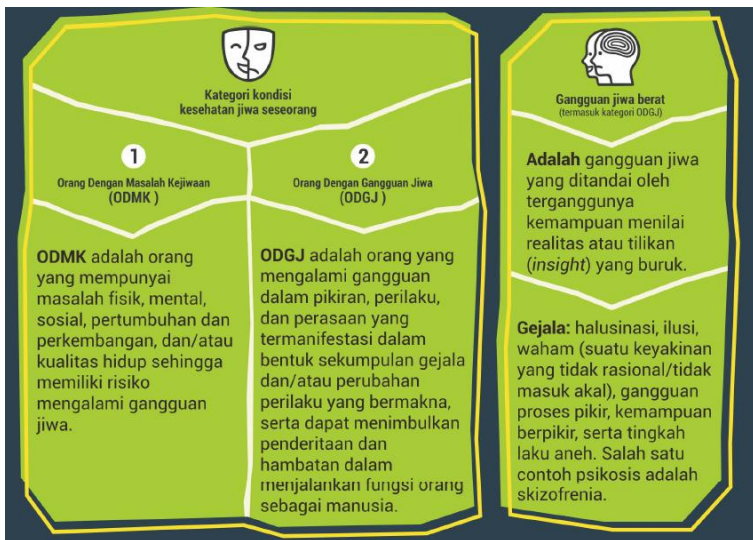 Kategori kondisi
kesehatan jiwa seseorang
1
Orang Dengan Masalah Kejiwaan
(ODMK )
ODMK adalah orang
yang mempunyai
masalah fisik, mental,
sosial, pertumbuhan dan
perkembangan, dan/atau
kualitas hidup sehingga
memiliki risiko
mengalami gangguan
jiwa.
2
Orang Dengan Gangguan Jiwa
(ODGJ )
ODGJ adalah orang yang
mengalami gangguan
dalam pikiran, perilaku,
dan perasaan yang
termanifestasi dalam
bentuk sekumpulan gejala
dan/atau perubahan
perilaku yang bermakna,
serta dapat menimbulkan
penderitaan dan
hambatan dalam
menjalankan fungsi orang
sebagai manusia.
Gangguan jiwa berat
(termasuk kategori ODGJ)
Adalah gangguan jiwa
yang ditandai oleh
terganggunya
kemampuan menilai
realitas atau tilikan
(insight) yang buruk.
Gejala: halusinasi, ilusi,
waham (suatu keyakinan
yang tidak rasional/tidak
masuk akal), gangguan
proses pikir, kemampuan
berpikir, serta tingkah
laku aneh. Salah satu
contoh psikosis adalah
skizofrenia.